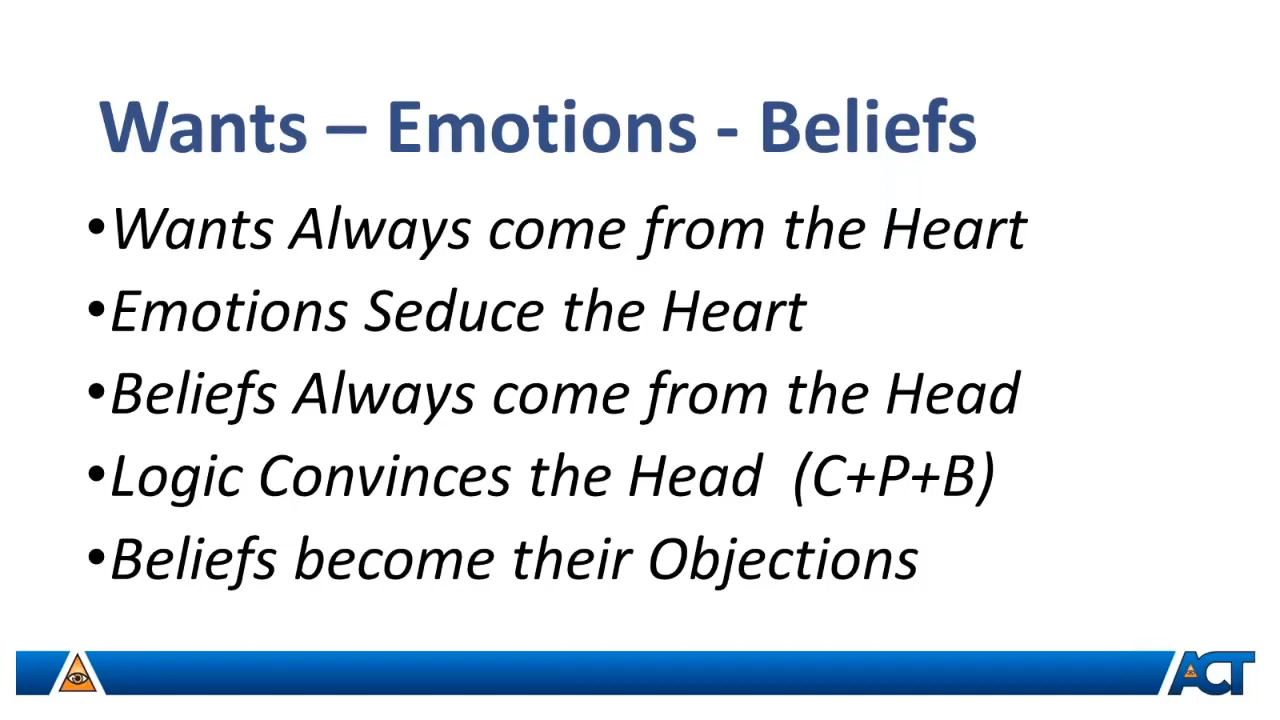 Wants – Emotions - Beliefs
•Wants Always come from the Heart
•Emotions Seduce the Heart
•Beliefs Always come from the Head
•Logic Convinces the Head  (C+P+B)
•Beliefs become their Objections
ACT